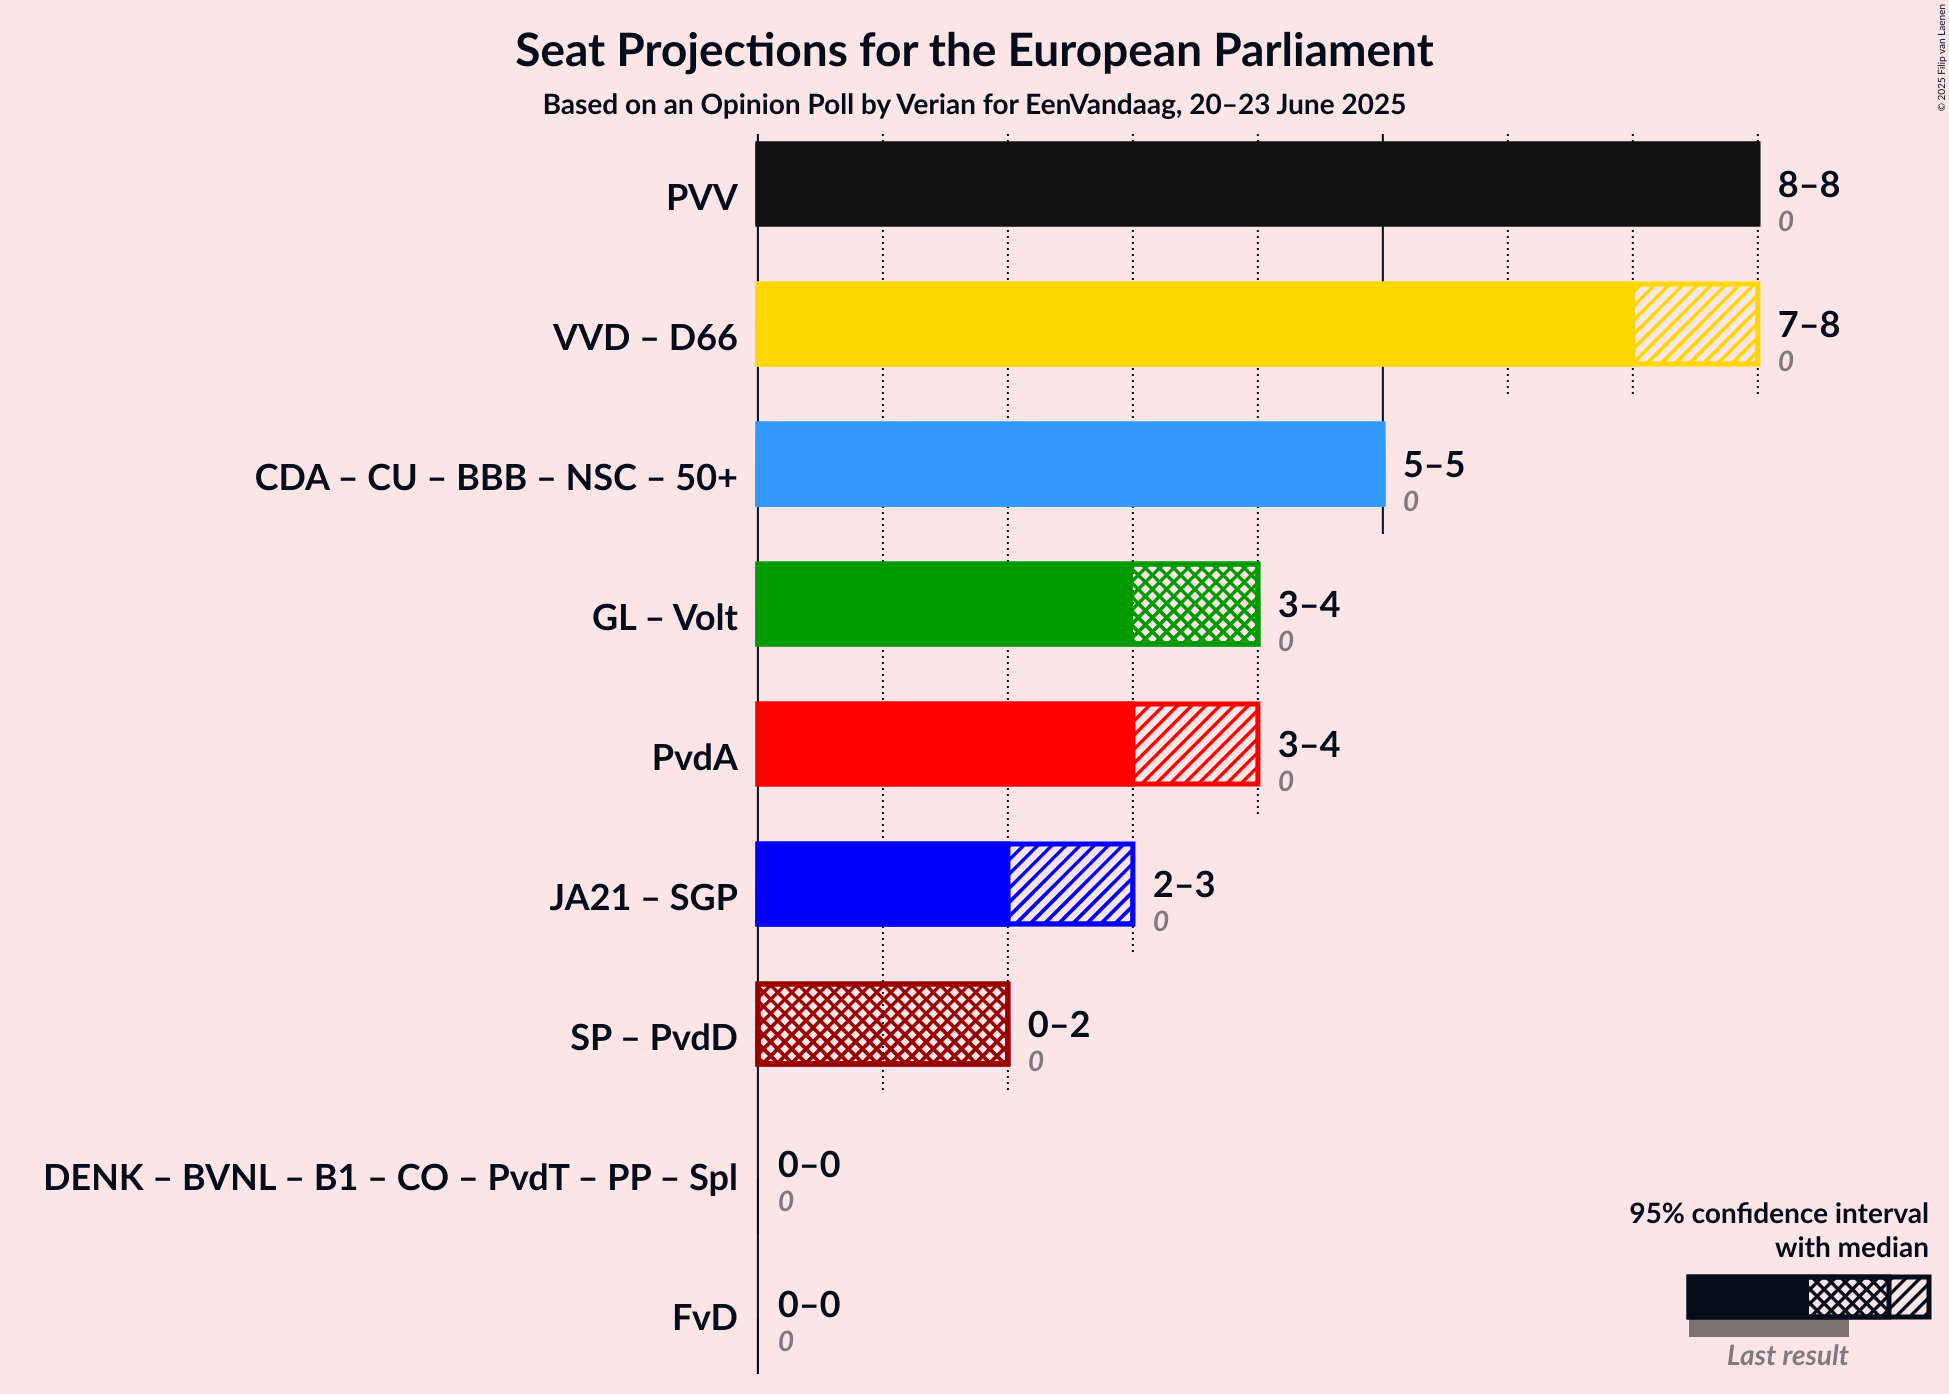 Seat Projections for the European Parliament
Based on an Opinion Poll by Verian for EenVandaag, 20–23 June 2025
© 2025 Filip van Laenen
PVV
8–8
0
VVD – D66
7–8
0
CDA – CU – BBB – NSC – 50+
5–5
0
GL – Volt
3–4
0
PvdA
3–4
0
JA21 – SGP
2–3
0
SP – PvdD
0–2
0
DENK – BVNL – B1 – CO – PvdT – PP – Spl
0–0
0
FvD
0–0
0
95% confidence interval
with median
Last result